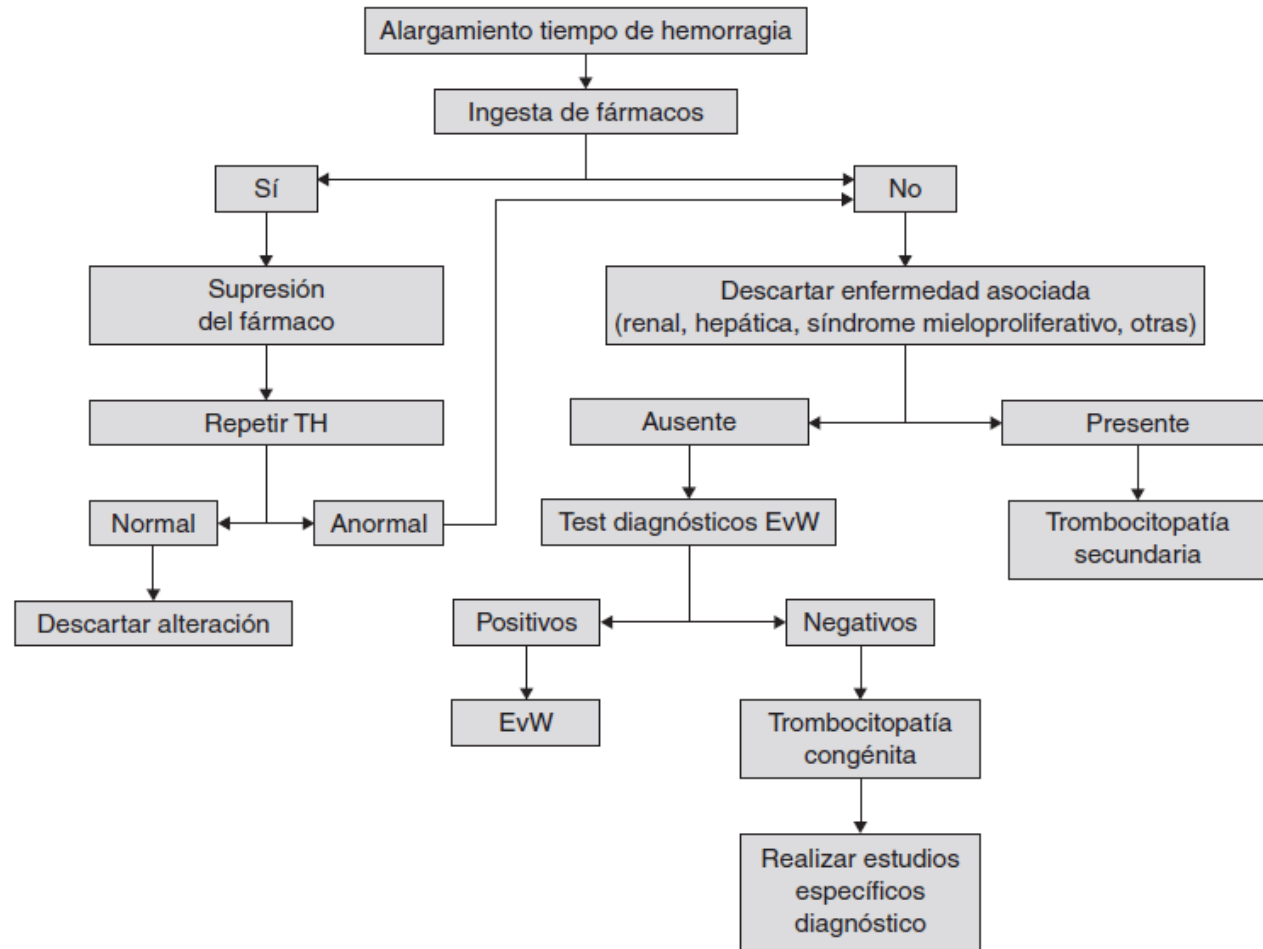 Alargamiento tiempo de hemorragia
Ingesta de fármacos
Sí
No
Supresión
del fármaco
Descartar enfermedad asociada
(renal, hepática, síndrome mieloproliferativo, otras)
Repetir TH
Ausente
Presente
Normal
Anormal
Test diagnósticos EvW
Trombocitopatía
secundaria
Descartar alteración
Positivos
Negativos
EvW
Trombocitopatía
congénita
Realizar estudios
específicos
diagnóstico